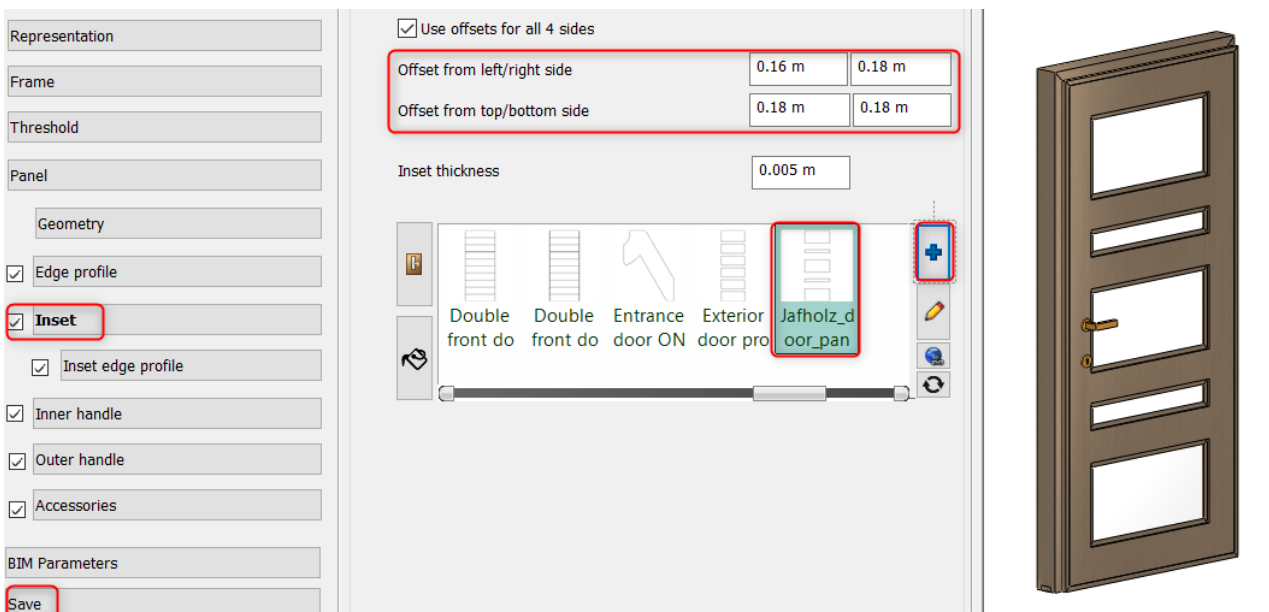 Representation
Frame
Threshold
Panel
Geometry
Edge profile
Inset
Inset edge profile
Inner handle
Outer handle
Accessories
BIM Parameters
Save
Use offsets for all 4 sides
Offset from left/right side 0.16 m 0.18 m
Offset from top/bottom side 0.18 m 0.18 m
Inset thickness 0.005 m
Double Double Entrance Exterior Jafholz_d
front do front do door ON door pro oor_pan